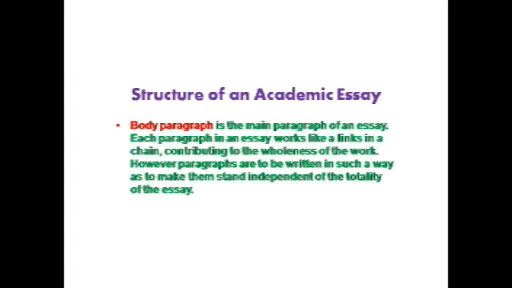 Structure of an Academic Essay
• Body paragraph is the main paragraph of an essay.
Each paragraph in an essay works like a links in a
chain, contributing to the wholeness of the work.
However paragraphs are to be written in such a way
as to make them stand independent of the totality
of the essay.